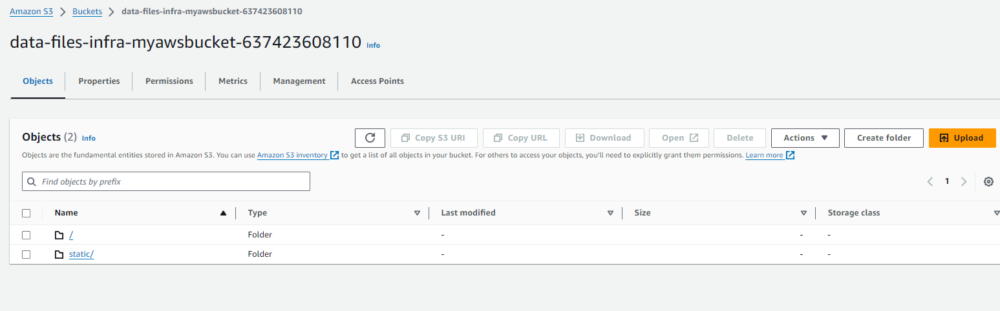 Amazon S3 > Buckets > data-files-infra-myawsbucket-637423608110
data-files-infra-myawsbucket-637423608110 Info
Objects Properties Permissions Metrics Management Access Points
Objects (2) Info Copy S3 URI Copy URL Download Open Delete Actions Create folder Upload
Objects are the fundamental entities stored in Amazon S3. You can use Amazon S3 inventory to get a list of all objects in your bucket. For others to access your objects, you'll need to explicitly grant them permissions. Learn more
Find objects by prefix 1
Name Type Last modified Size Storage class
/ Folder - - -
static/ Folder - - -